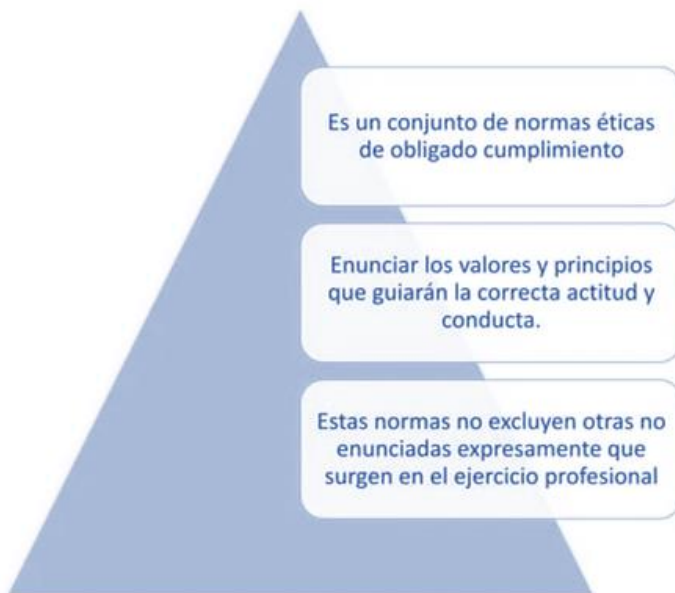 Es un conjunto de normas éticas
de obligado cumplimiento
Enunciar los valores y principios
que guiarán la correcta actitud y
conducta.
Estas normas no excluyen otras no
enunciadas expresamente que
surgen en el ejercicio profesional